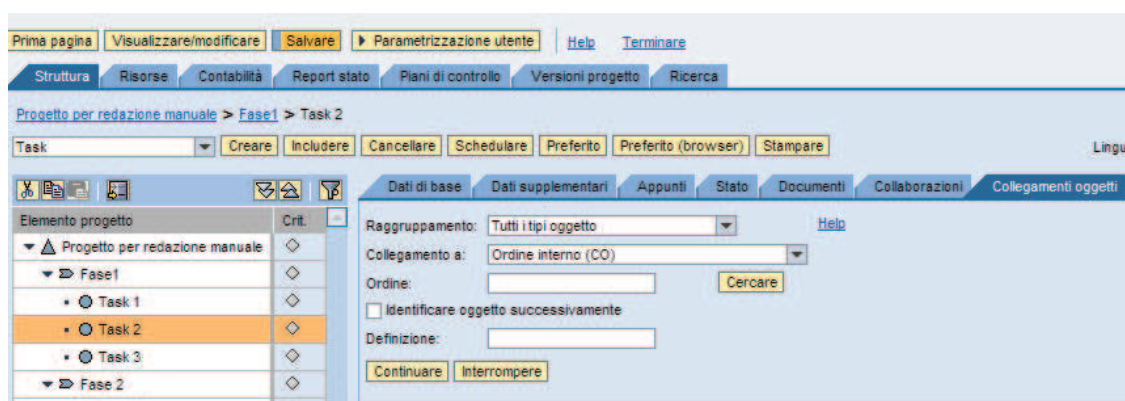 Prima pagina Visualizzare/modificare Salvare Parametrizzazione utente Help Terminare
Struttura Risorse Contabilità Report stato Piani di controllo Versioni progetto Ricerca
Progetto per redazione manuale > Fase1 > Task 2
Task Creare Includere Cancellare Schedulare Preferito Preferito (browser) Stampare Lingu
Dati di base Dati supplementari Appunti Stato Documenti Collaborazioni Collegamenti oggetti
Elemento progetto Crit.
Progetto per redazione manuale
Fase1
Task 1
Task 2
Task 3
Fase 2
Raggruppamento: Tutti i tipi oggetto Help
Collegamento a: Ordine interno (CO)
Ordine: Cercare
Identificare oggetto successivamente
Definizione:
Continuare Interrompere